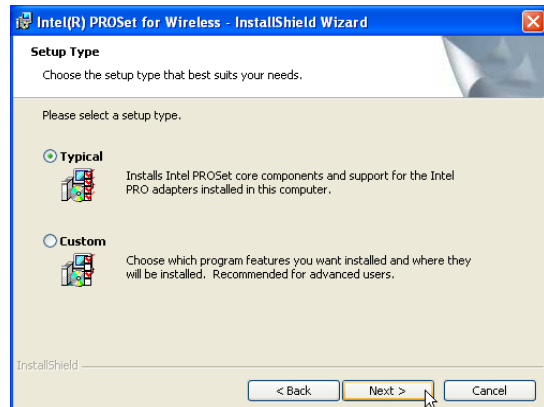 Intel(R) PROSet for Wireless - InstallShield Wizard
Setup Type
Choose the setup type that best suits your needs.
Please select a setup type.
Typical
Installs Intel PROSet core components and support for the Intel
PRO adapters installed in this computer.
Custom
Choose which program features you want installed and where they
will be installed. Recommended for advanced users.
InstallShield
< Back
Next >
Cancel